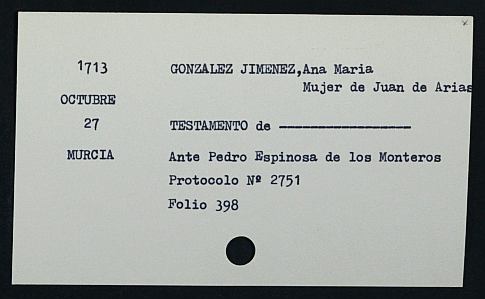 1713
GONZALEZ JIMENEZ,Ana Maria
Mujer de Juan de Arias
OCTUBRE
27
TESTAMENTO de -----------------
MURCIA
Ante Pedro Espinosa de los Monteros
Protocolo Nº 2751
Folio 398